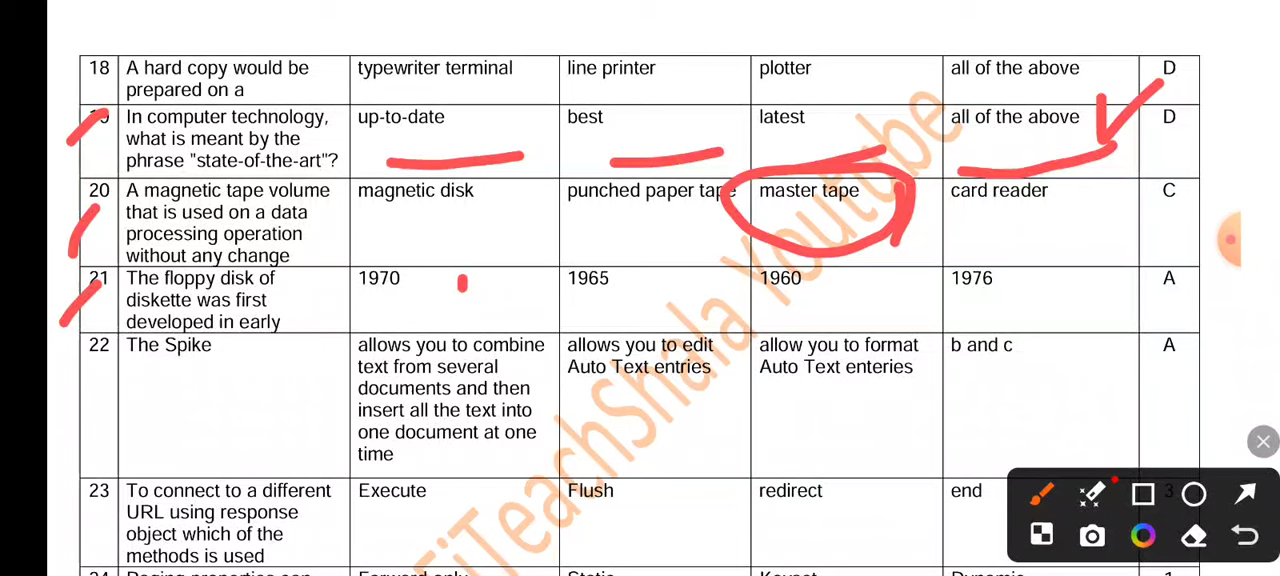 18 A hard copy would be prepared on a typewriter terminal line printer plotter all of the above D
19 In computer technology, what is meant by the phrase "state-of-the-art"? up-to-date best latest all of the above D
20 A magnetic tape volume that is used on a data processing operation without any change magnetic disk punched paper tape master tape card reader C
21 The floppy disk of diskette was first developed in early 1970 1965 1960 1976 A
22 The Spike allows you to combine text from several documents and then insert all the text into one document at one time allows you to edit Auto Text entries allow you to format Auto Text enteries b and c A
23 To connect to a different URL using response object which of the methods is used Execute Flush redirect end 3
EiTeachShala Youtube